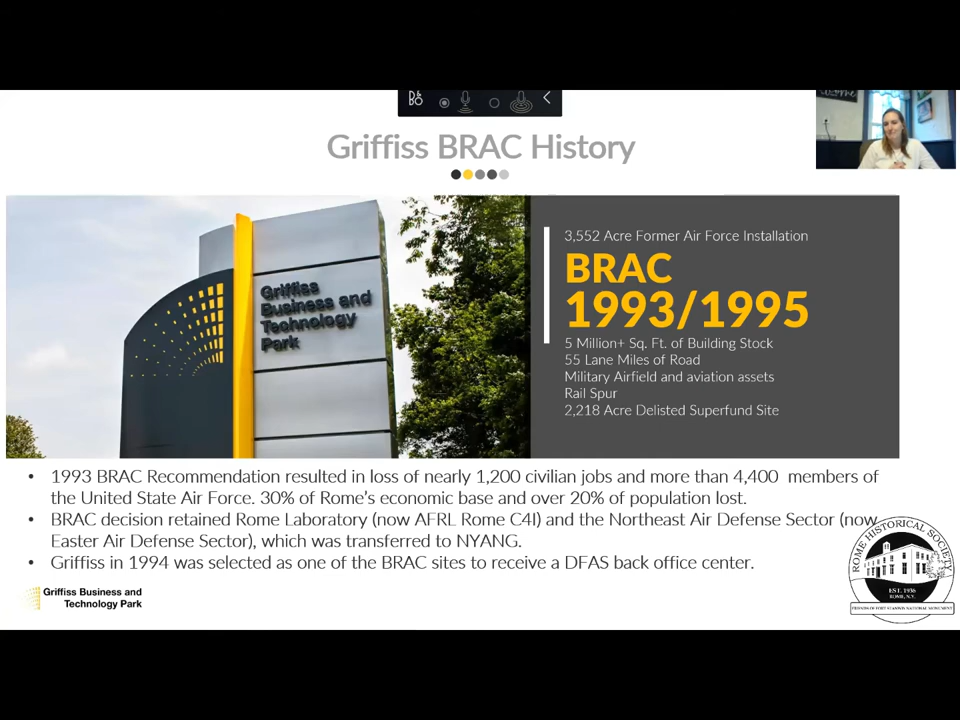 Griffiss BRAC History
3,552 Acre Former Air Force Installation
BRAC
1993/1995
5 Million+ Sq. Ft. of Building Stock
55 Lane Miles of Road
Military Airfield and aviation assets
Rail Spur
2,218 Acre Delisted Superfund Site
Griffiss
Business and
Technology
Park
• 1993 BRAC Recommendation resulted in loss of nearly 1,200 civilian jobs and more than 4,400 members of
the United State Air Force. 30% of Rome's economic base and over 20% of population lost.
• BRAC decision retained Rome Laboratory (now AFRL Rome C4I) and the Northeast Air Defense Sector (now
Easter Air Defense Sector), which was transferred to NYANG.
• Griffiss in 1994 was selected as one of the BRAC sites to receive a DFAS back office center.
Griffiss Business and
Technology Park
ROME HISTORICAL SOCIETY
EST. 1936
ROME, N.Y.
FRIENDS OF FORT STANWIX NATIONAL MONUMENT